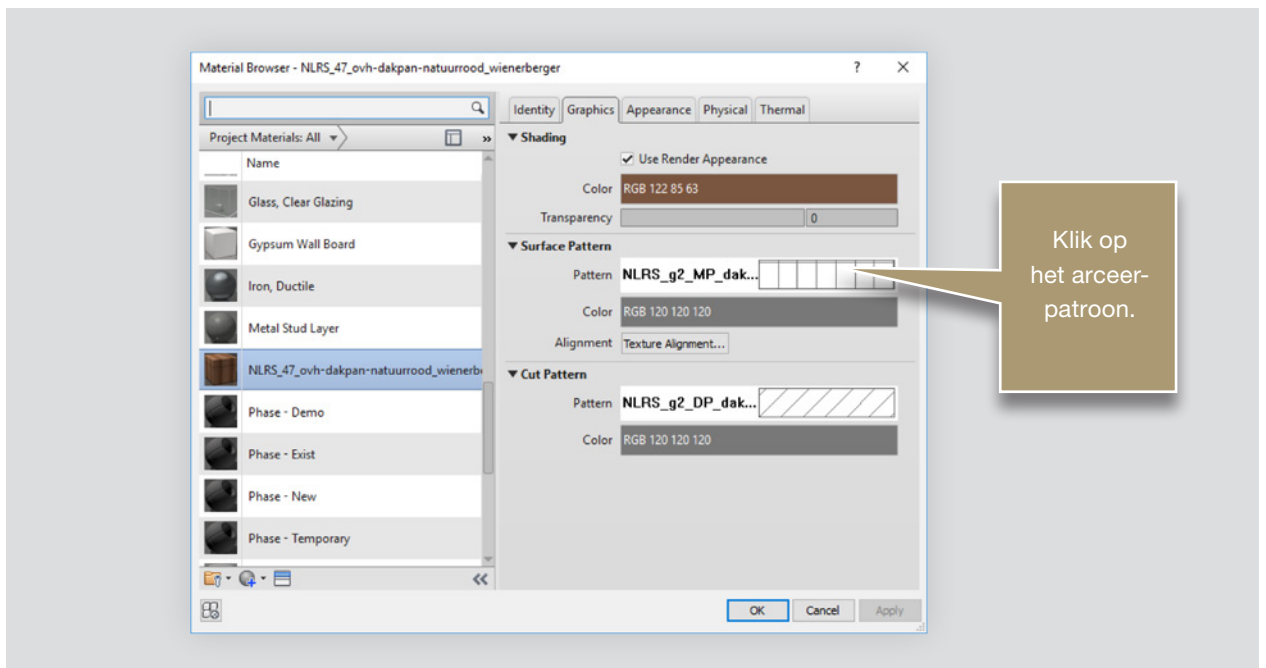 Material Browser - NLRS_47_ovh-dakpan-natuurrood_wienerberger
? X
Project Materials: All »
Name
Glass, Clear Glazing
Gypsum Wall Board
Iron, Ductile
Metal Stud Layer
NLRS_47_ovh-dakpan-natuurrood_wienerbe
Phase - Demo
Phase - Exist
Phase - New
Phase - Temporary
Identity Graphics Appearance Physical Thermal
Shading
Use Render Appearance
Color RGB 122 85 63
Transparency 0
Surface Pattern
Pattern NLRS_g2_MP_dak...
Color RGB 120 120 120
Alignment Texture Alignment...
Cut Pattern
Pattern NLRS_g2_DP_dak...
Color RGB 120 120 120
OK Cancel Apply
Klik op
het arceer-
patroon.